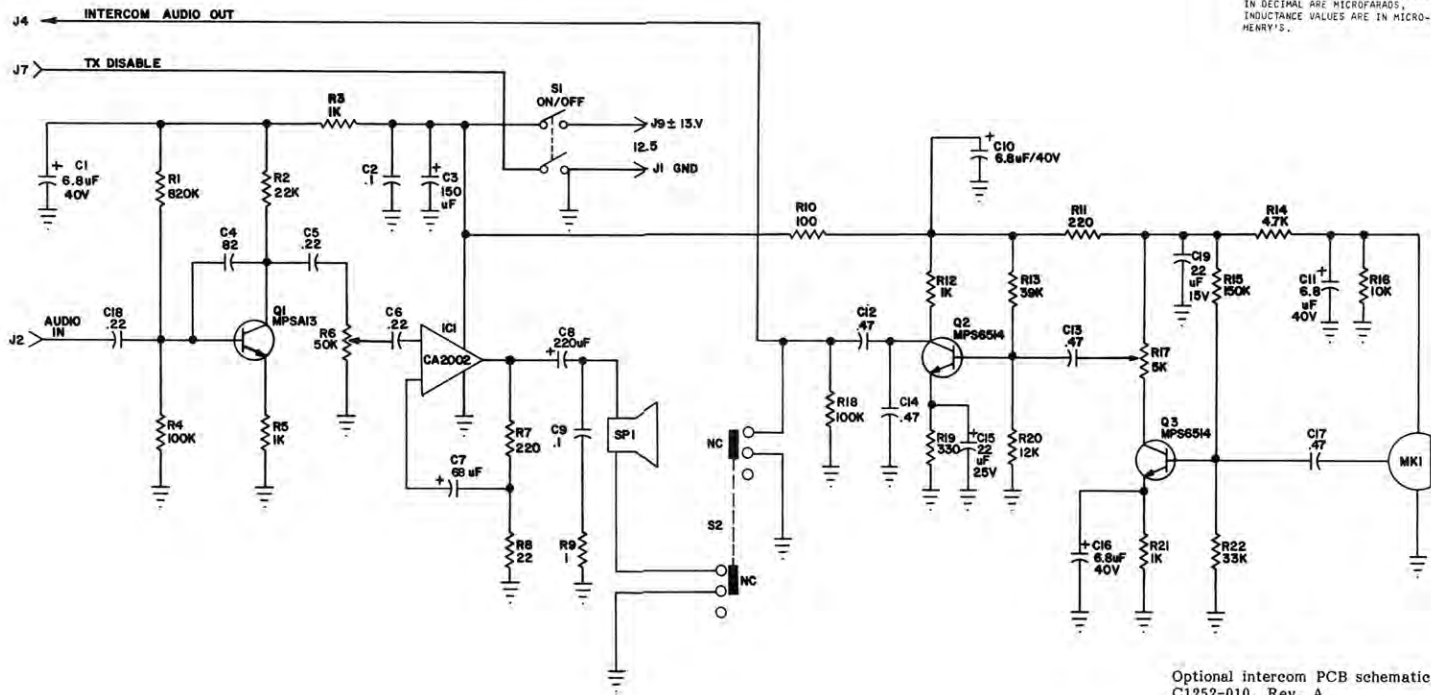 IN DECIMAL ARE MICROFARADS,
INDUCTANCE VALUES ARE IN MICRO-
HENRY'S.
J4
INTERCOM AUDIO OUT
J7
TX DISABLE
S1
ON/OFF
J9 ± 13.V
12.5
J1 GND
R3
1K
C1
6.8uF
40V
R1
820K
R2
22K
C2
.1
C3
150
uF
C10
6.8uF/40V
R10
100
R11
220
R14
4.7K
C4
82
C5
.22
R12
1K
R13
39K
C19
22
uF
15V
R15
150K
C11
6.8
uF
40V
R16
10K
J2
AUDIO
IN
C18
.22
Q1
MPSA13
R6
50K
C6
.22
IC1
CA2002
C8
220uF
C12
.47
Q2
MPS6514
C13
.47
R17
5K
R4
100K
R5
1K
R7
220
C9
.1
SP1
NC
R18
100K
C14
.47
R19
330
C15
22
uF
25V
R20
12K
Q3
MPS6514
C17
.47
MK1
C7
68 uF
S2
R8
22
R9
1
NC
C16
6.8uF
40V
R21
1K
R22
33K
Optional intercom PCB schematic
C1252-010, Rev. A